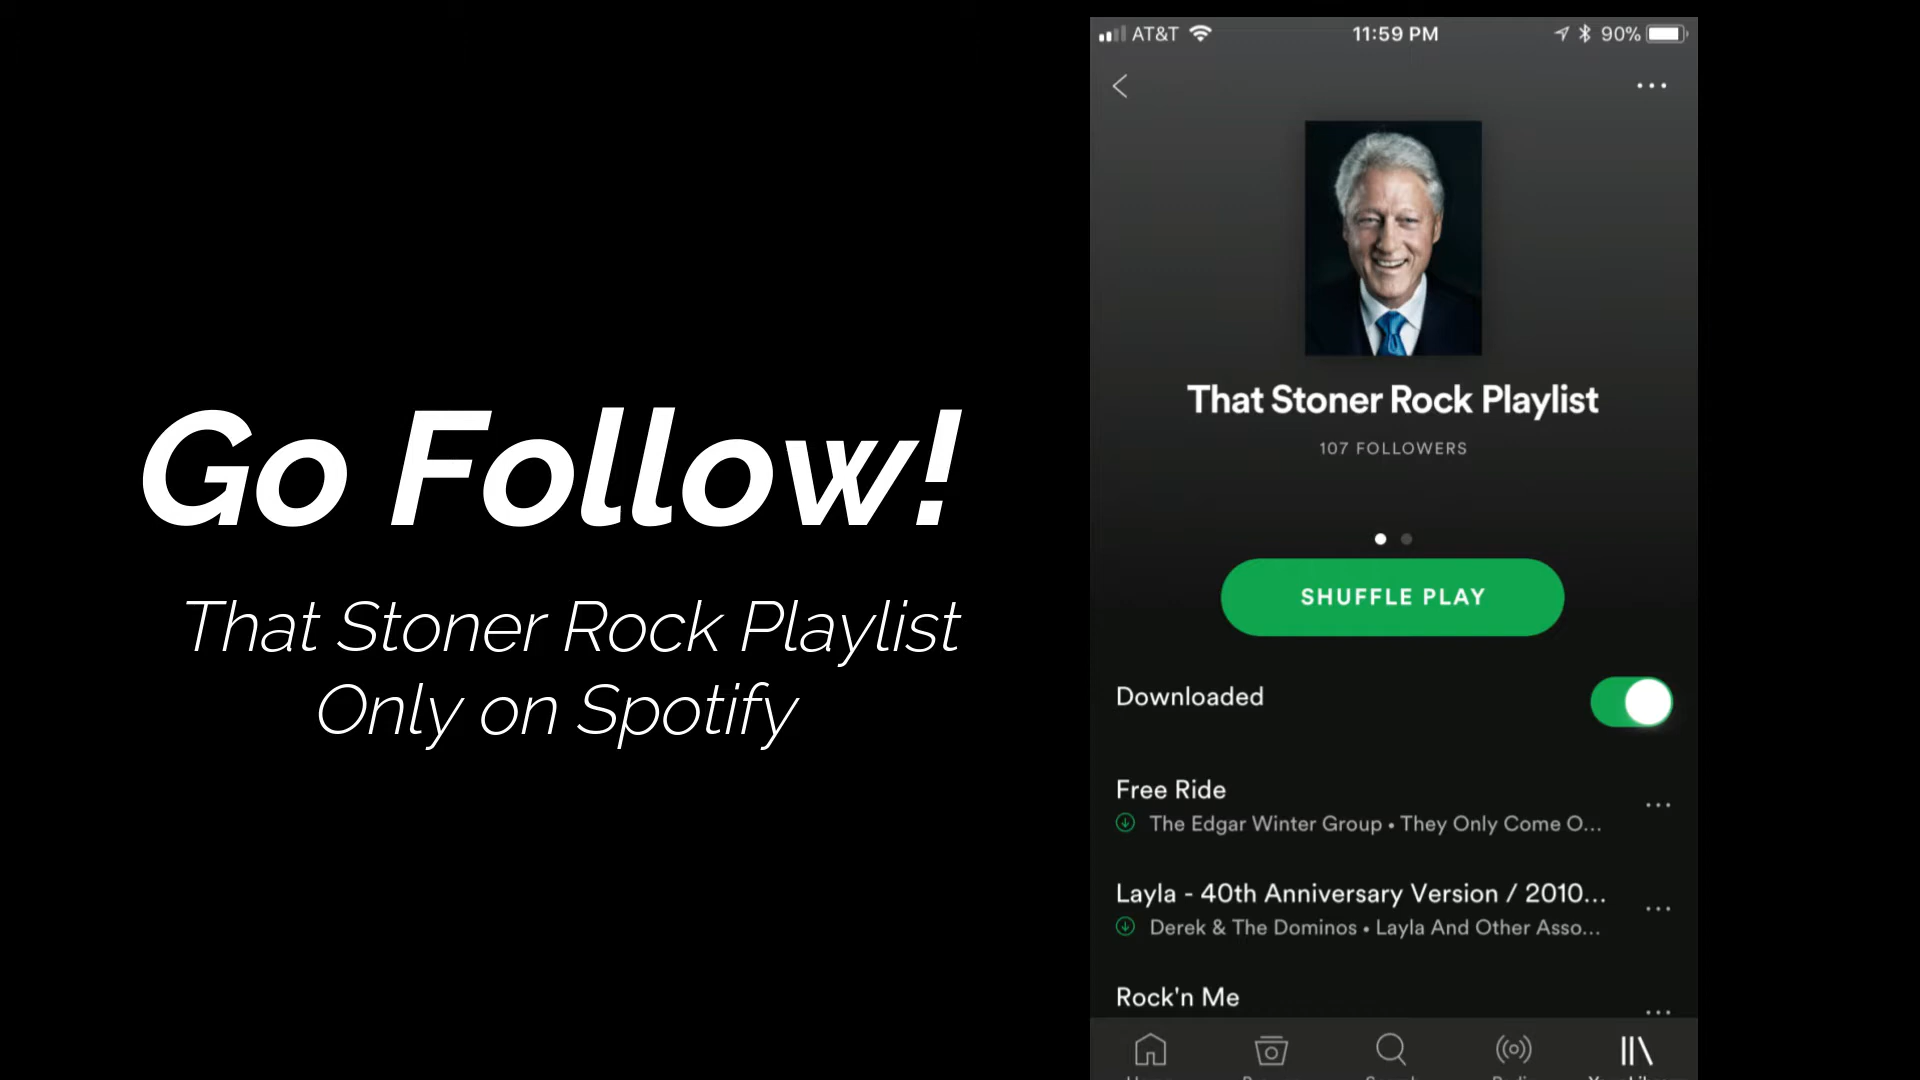 Go Follow!
That Stoner Rock Playlist
Only on Spotify
AT&T
11:59 PM
90%
That Stoner Rock Playlist
107 FOLLOWERS
SHUFFLE PLAY
Downloaded
Free Ride
The Edgar Winter Group • They Only Come O...
Layla - 40th Anniversary Version / 2010...
Derek & The Dominos • Layla And Other Asso...
Rock'n Me